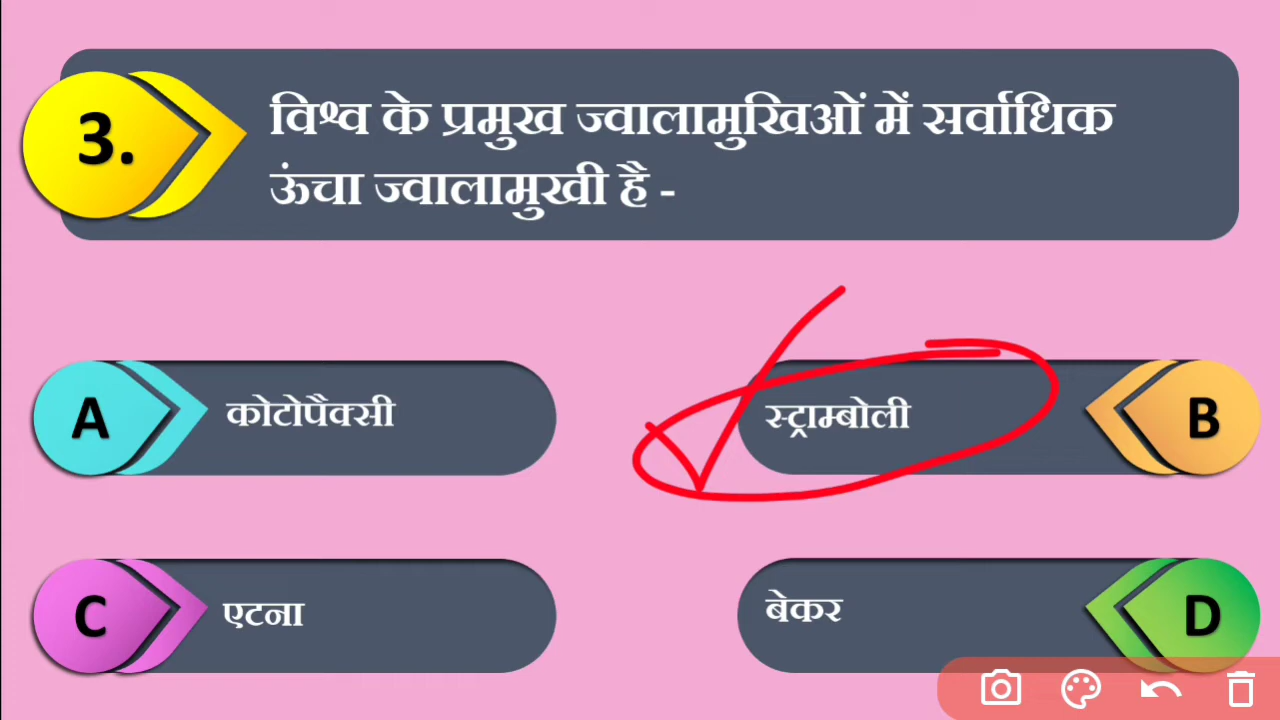 3.
विश्व के प्रमुख ज्वालामुखिओं में सर्वाधिक
ऊंचा ज्वालामुखी है -
A
कोटोपैक्सी
स्ट्राम्बोली
B
C
एटना
बेकर
D